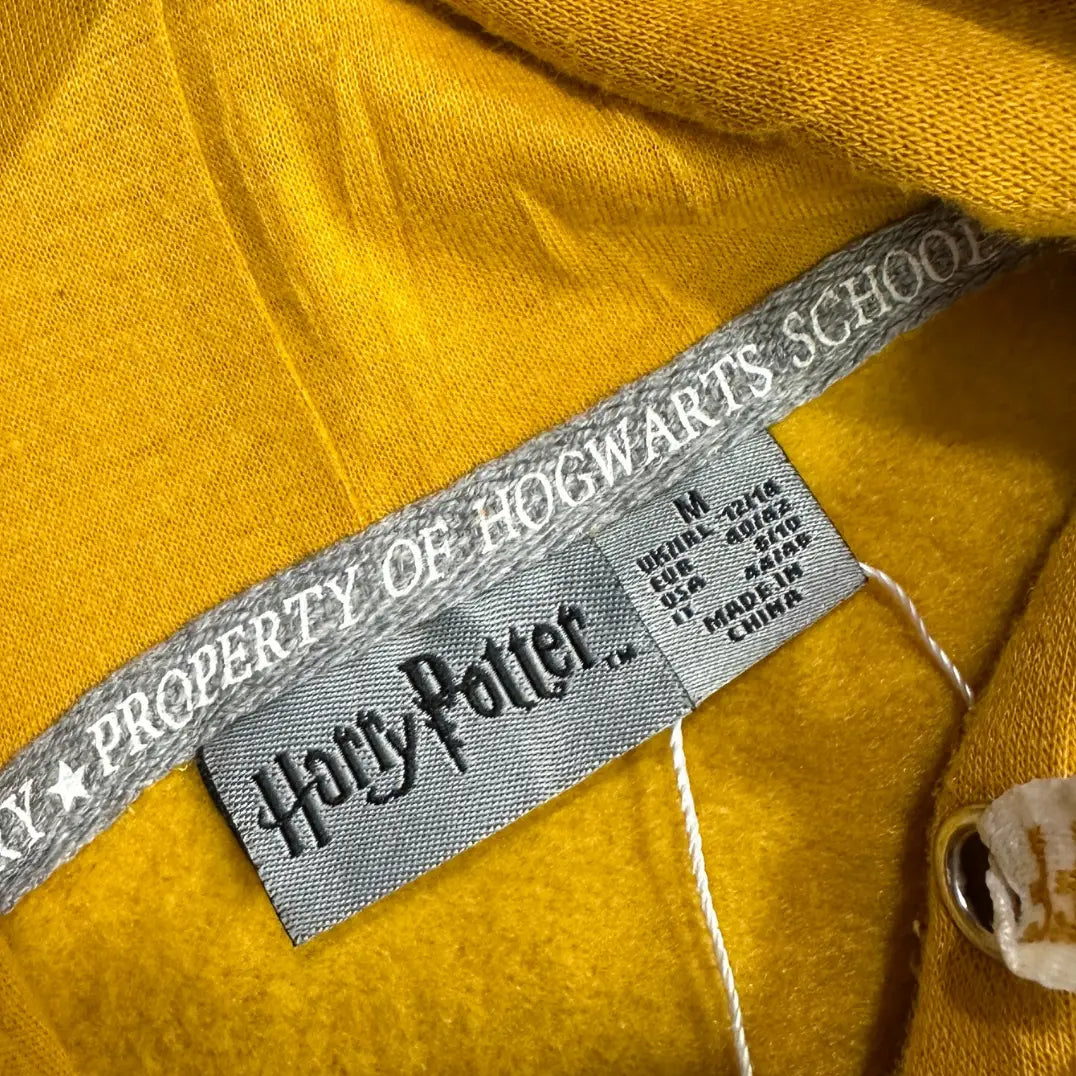 RY ★ PROPERTY OF HOGWARTS SCHOOL
Harry Potter™
M
UK/IRL 12/14
EUR 40/42
USA 8/10
IT 44/46
MADE IN
CHINA